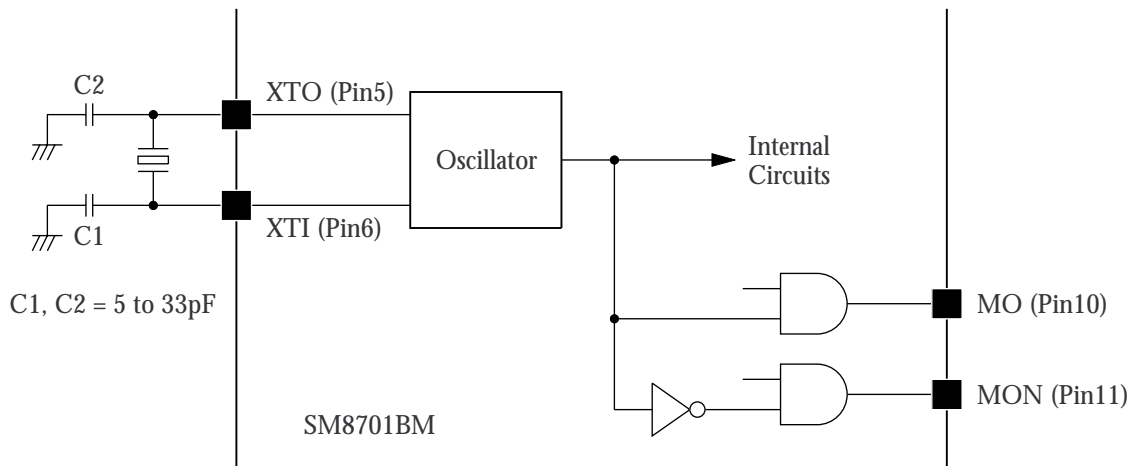 C2
XTO (Pin5)
Oscillator
Internal
Circuits
C1
XTI (Pin6)
C1, C2 = 5 to 33pF
MO (Pin10)
MON (Pin11)
SM8701BM